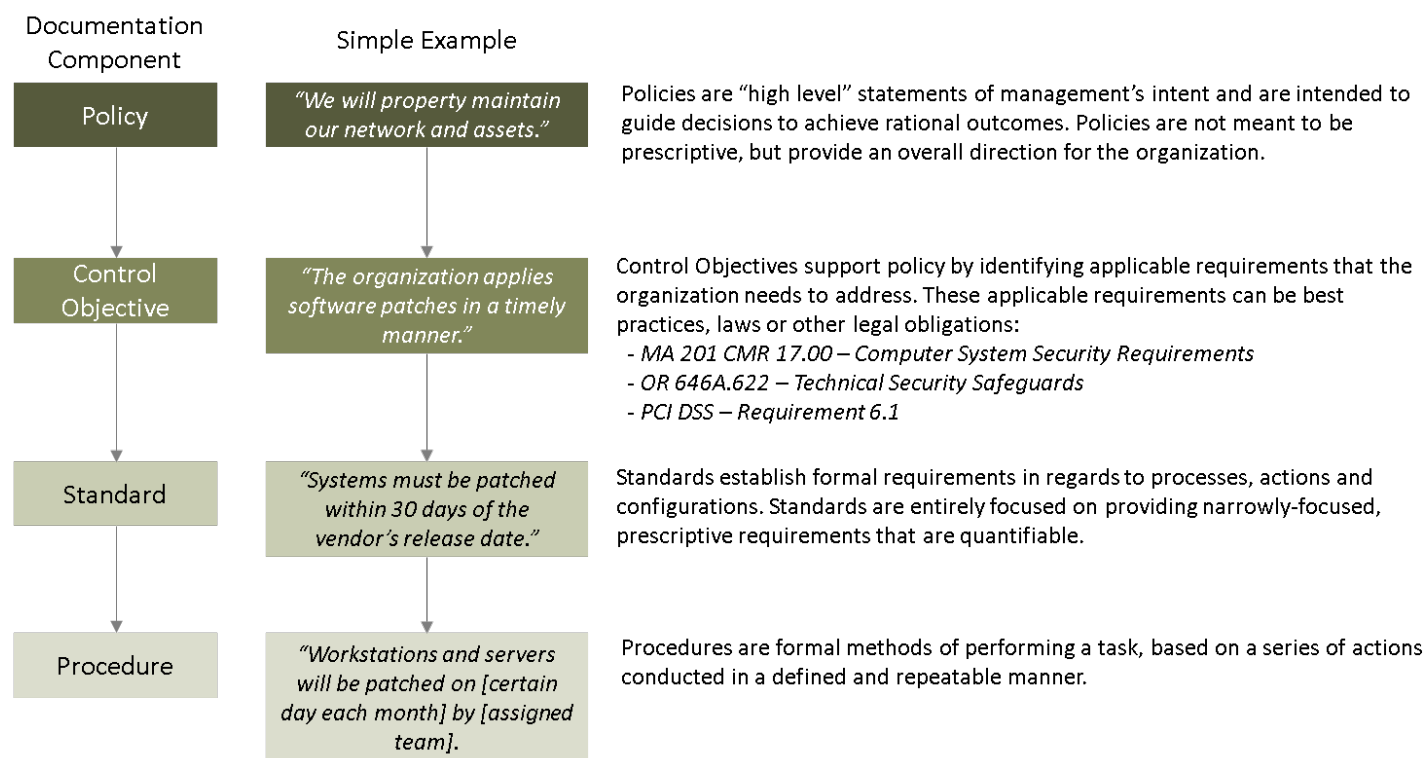 Documentation
Component
Simple Example
Policy
“We will property maintain
our network and assets.”
Policies are “high level” statements of management’s intent and are intended to
guide decisions to achieve rational outcomes. Policies are not meant to be
prescriptive, but provide an overall direction for the organization.
Control
Objective
“The organization applies
software patches in a timely
manner.”
Control Objectives support policy by identifying applicable requirements that the
organization needs to address. These applicable requirements can be best
practices, laws or other legal obligations:
- MA 201 CMR 17.00 – Computer System Security Requirements
- OR 646A.622 – Technical Security Safeguards
- PCI DSS – Requirement 6.1
Standard
“Systems must be patched
within 30 days of the
vendor’s release date.”
Standards establish formal requirements in regards to processes, actions and
configurations. Standards are entirely focused on providing narrowly-focused,
prescriptive requirements that are quantifiable.
Procedure
“Workstations and servers
will be patched on [certain
day each month] by [assigned
team].
Procedures are formal methods of performing a task, based on a series of actions
conducted in a defined and repeatable manner.